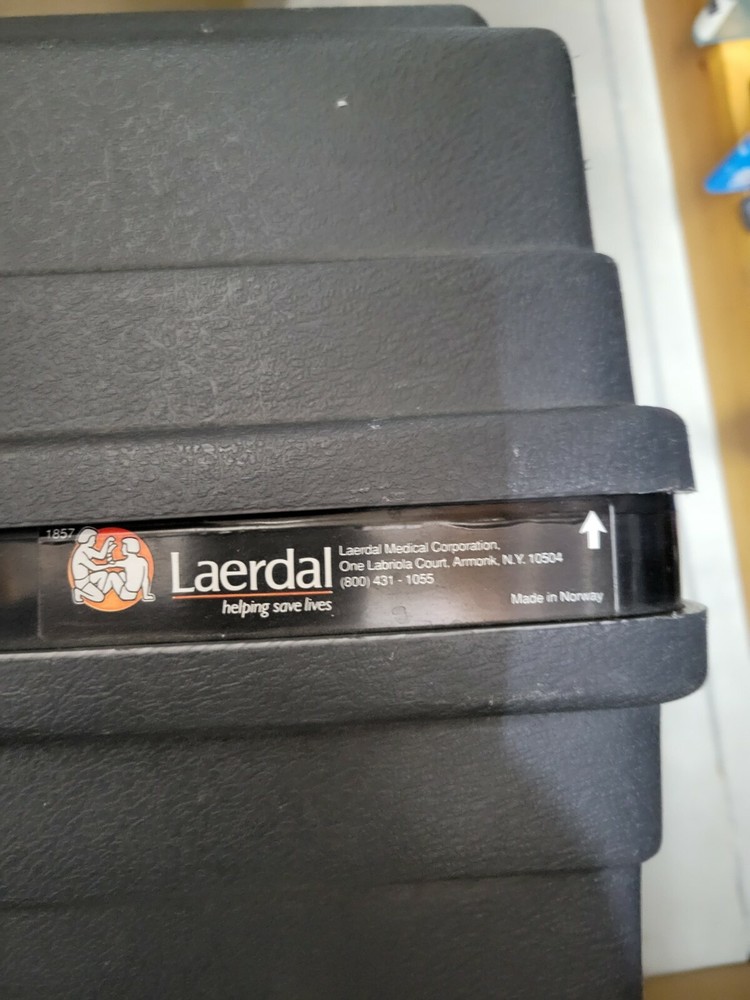 1857
Laerdal
helping save lives
Laerdal Medical Corporation,
One Labriola Court, Armonk, N.Y. 10504
(800) 431 - 1055
Made in Norway